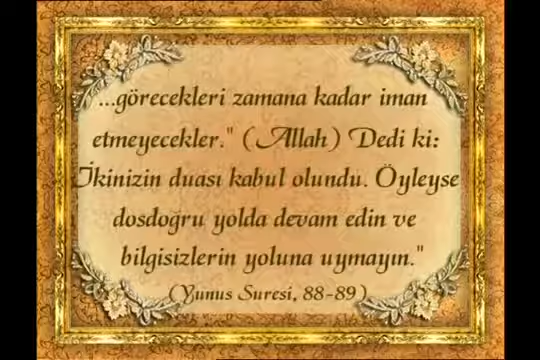 ...görecekleri zamana kadar iman
etmeyecekler." (Allah) Dedi ki:
İkinizin duası kabul olundu. Öyleyse
dosdoğru yolda devam edin ve
bilgisizlerin yoluna uymayın."
(Yunus Suresi, 88-89)